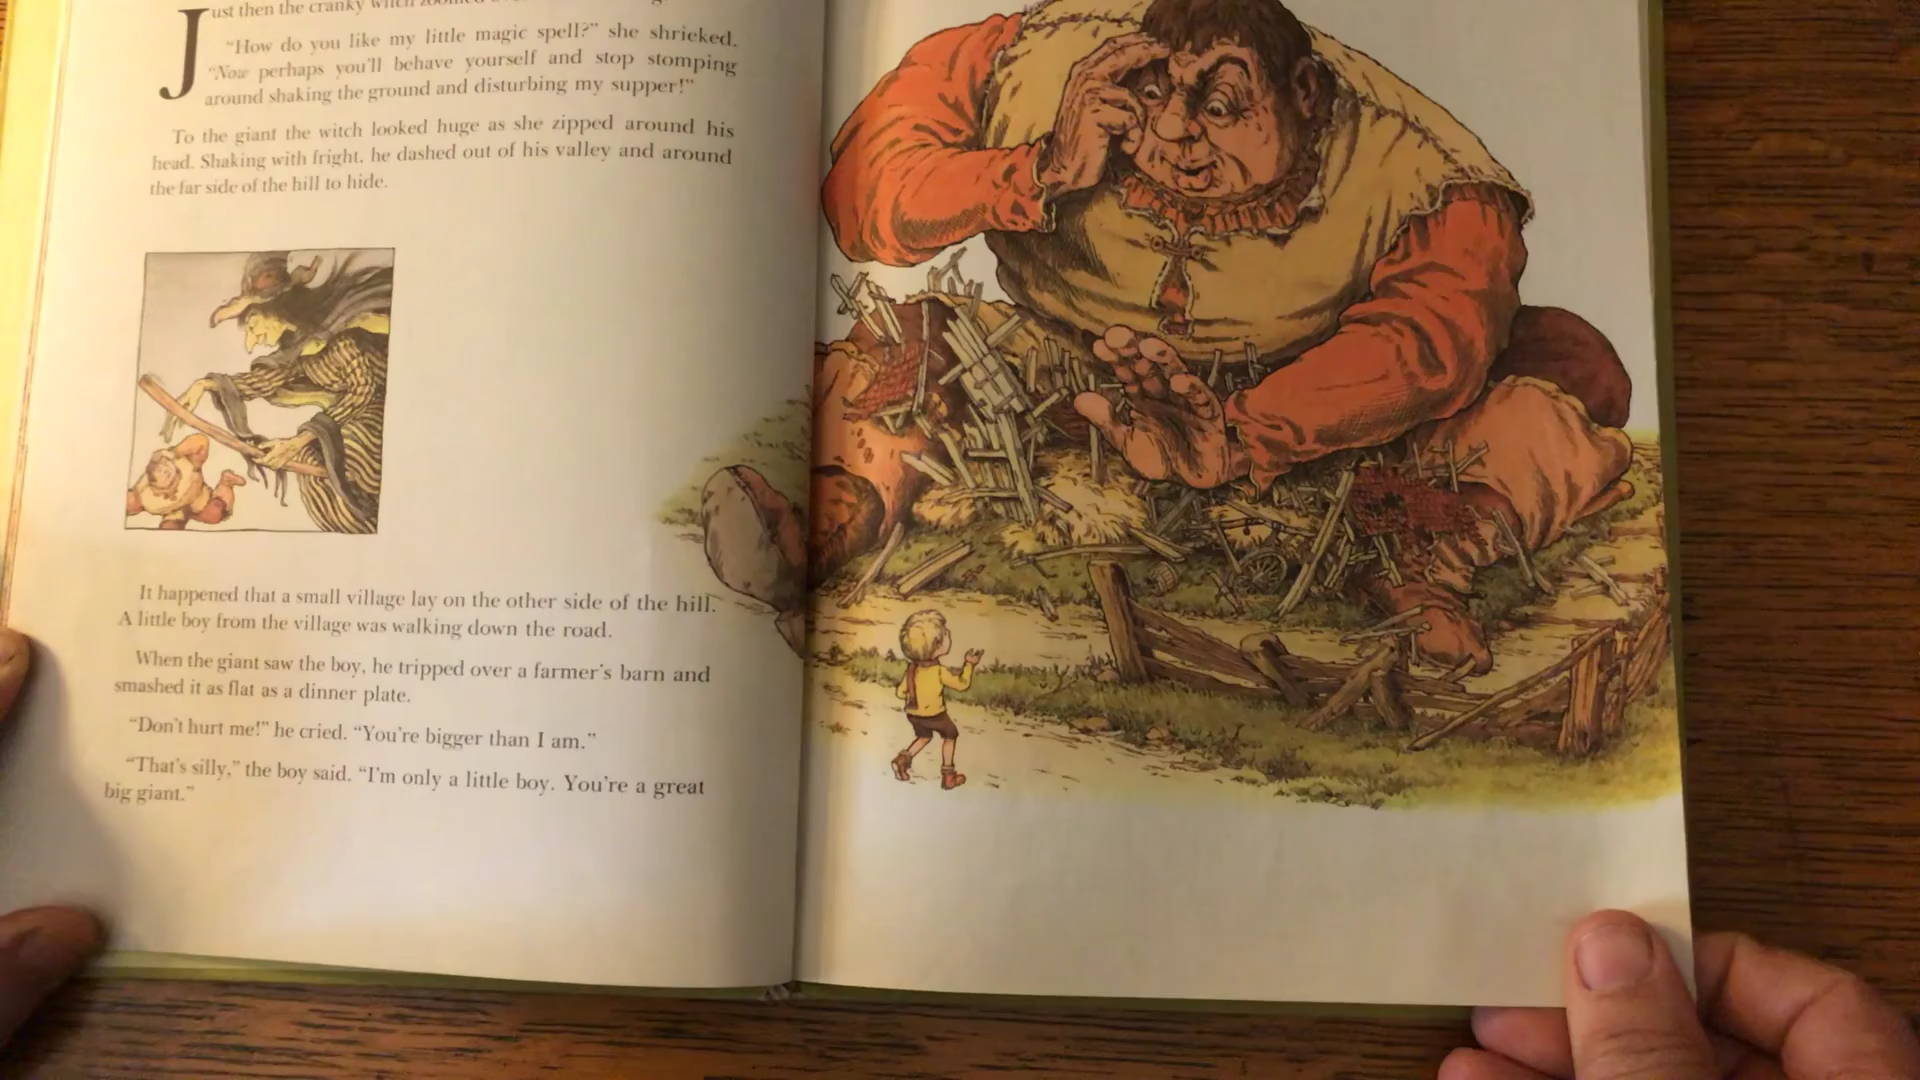 Just then the cranky witch
"How do you like my little magic spell?" she shrieked.
"Now perhaps you'll behave yourself and stop stomping
around shaking the ground and disturbing my supper!"
To the giant the witch looked huge as she zipped around his
head. Shaking with fright, he dashed out of his valley and around
the far side of the hill to hide.
It happened that a small village lay on the other side of the hill.
A little boy from the village was walking down the road.
When the giant saw the boy, he tripped over a farmer's barn and
smashed it as flat as a dinner plate.
"Don't hurt me!" he cried. "You're bigger than I am."
"That's silly," the boy said. "I'm only a little boy. You're a great
big giant."